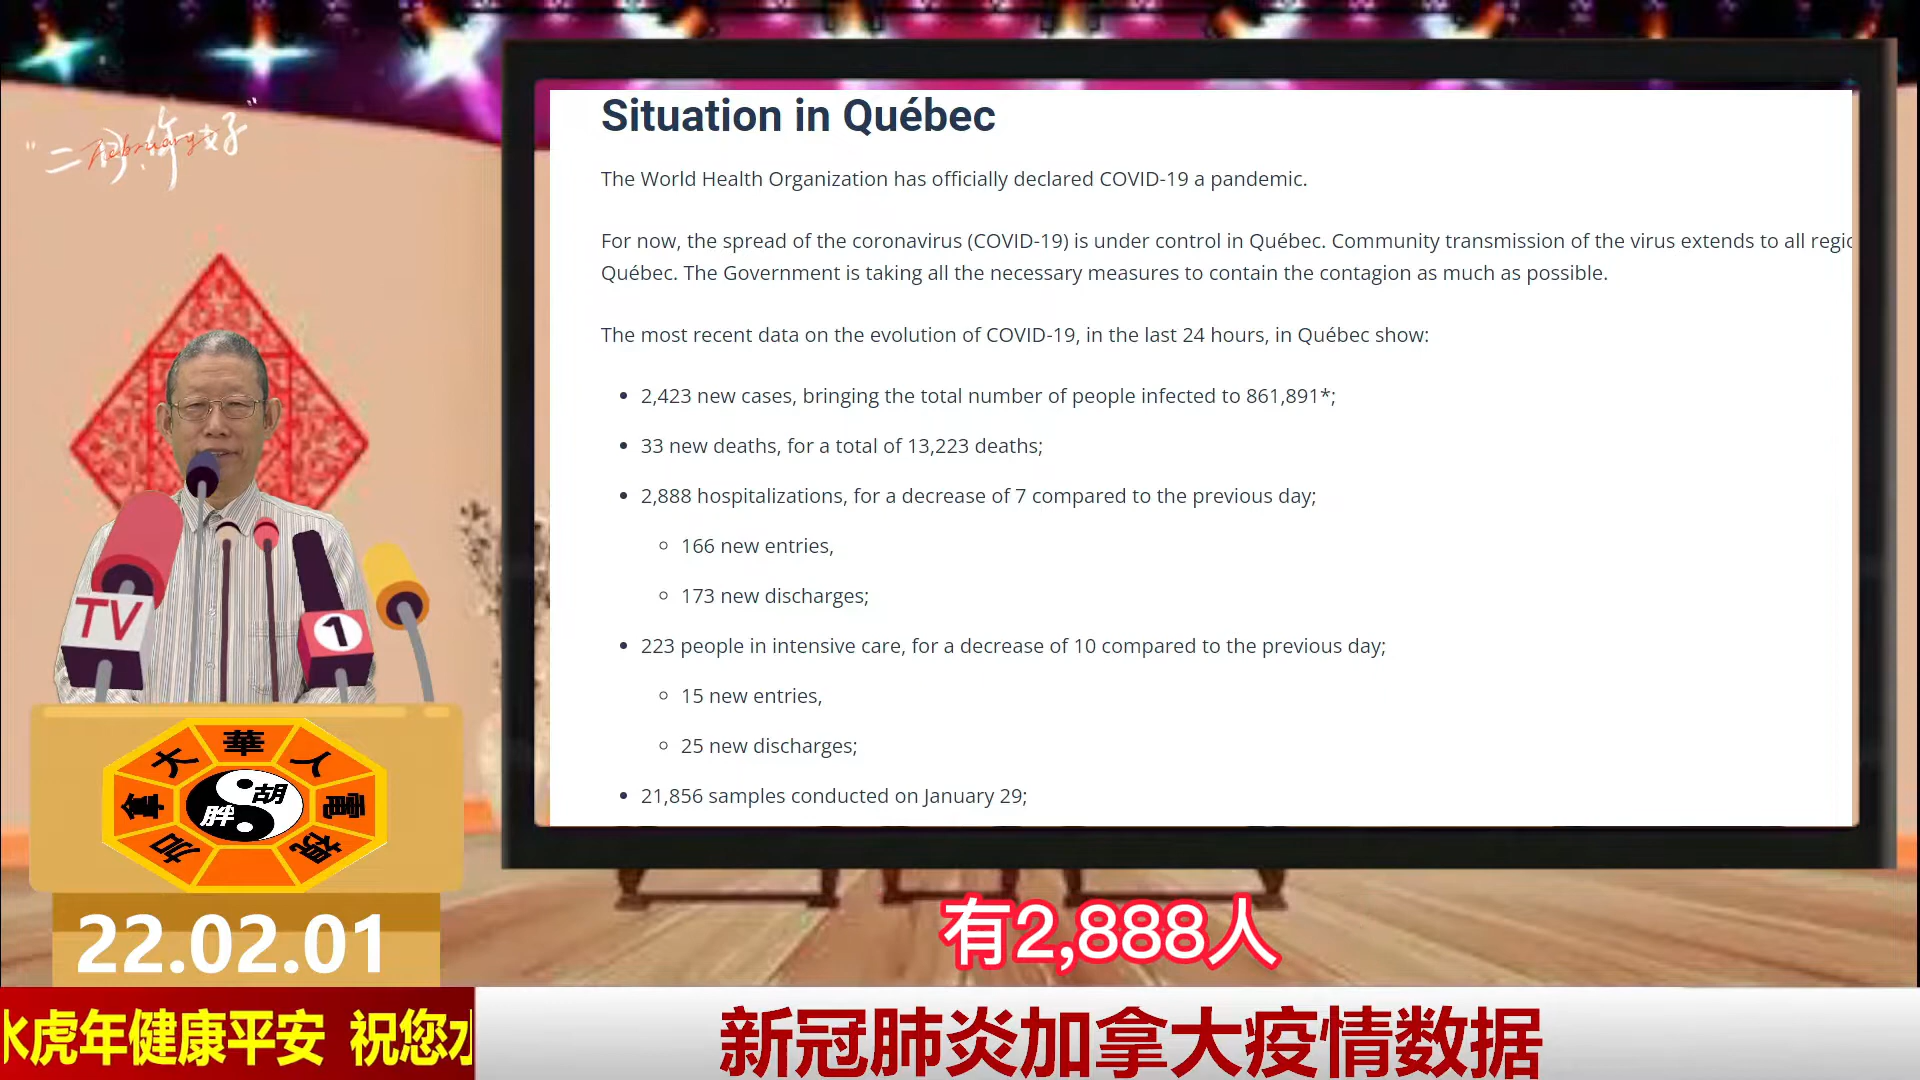 Situation in Québec
The World Health Organization has officially declared COVID-19 a pandemic.
For now, the spread of the coronavirus (COVID-19) is under control in Québec. Community transmission of the virus extends to all regio
Québec. The Government is taking all the necessary measures to contain the contagion as much as possible.
The most recent data on the evolution of COVID-19, in the last 24 hours, in Québec show:
2,423 new cases, bringing the total number of people infected to 861,891*;
33 new deaths, for a total of 13,223 deaths;
2,888 hospitalizations, for a decrease of 7 compared to the previous day;
166 new entries,
173 new discharges;
223 people in intensive care, for a decrease of 10 compared to the previous day;
15 new entries,
25 new discharges;
21,856 samples conducted on January 29;
"二月,你好"
February
TV
1
加拿大華人電視
胡
胖
22.02.01
有2,888人
水虎年健康平安 祝您水
新冠肺炎加拿大疫情数据